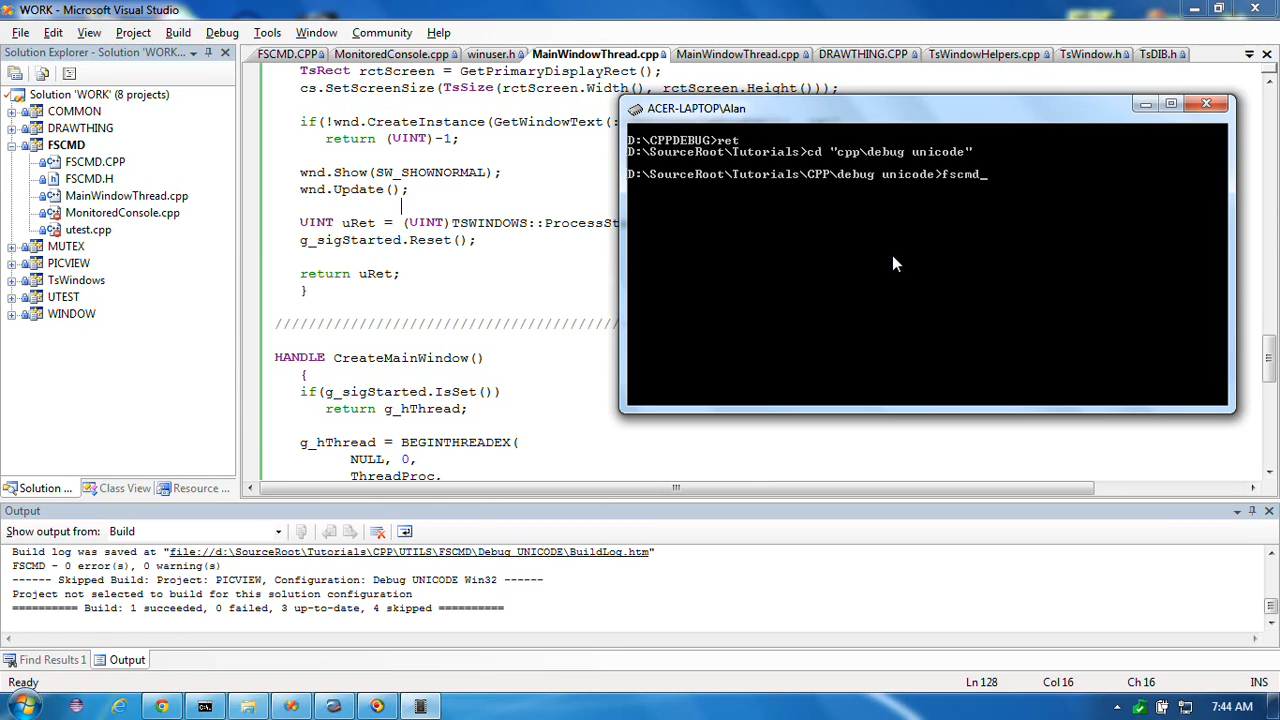 WORK - Microsoft Visual Studio
File Edit View Project Build Debug Tools Window Community Help
Solution Explorer - Solution 'WORK...
FSCMD.CPP MonitoredConsole.cpp winuser.h MainWindowThread.cpp MainWindowThread.cpp DRAWTHING.CPP TsWindowHelpers.cpp TsWindow.h TsDIB.h
Solution 'WORK' (8 projects)
COMMON
DRAWTHING
FSCMD
FSCMD.CPP
FSCMD.H
MainWindowThread.cpp
MonitoredConsole.cpp
utest.cpp
MUTEX
PICVIEW
TsWindows
UTEST
WINDOW
Solution ... Class View Resource ...
TsRect rctScreen = GetPrimaryDisplayRect();
cs.SetScreenSize(TsSize(rctScreen.Width(), rctScreen.Height()));
if(!wnd.CreateInstance(GetWindowText(:
return (UINT)-1;
wnd.Show(SW_SHOWNORMAL);
wnd.Update();
UINT uRet = (UINT)TSWINDOWS::ProcessSt
g_sigStarted.Reset();
return uRet;
}
/////////////////////////////////////////
HANDLE CreateMainWindow()
{
if(g_sigStarted.IsSet())
return g_hThread;
g_hThread = BEGINTHREADEX(
NULL, 0,
ThreadProc,
ACER-LAPTOP\Alan
D:\CPPDEBUG>ret
D:\SourceRoot\Tutorials>cd "cpp\debug unicode"
D:\SourceRoot\Tutorials\CPP\debug unicode>fscmd_
Output
Show output from: Build
Build log was saved at "file://d:\SourceRoot\Tutorials\CPP\UTILS\FSCMD\Debug UNICODE\BuildLog.htm"
FSCMD - 0 error(s), 0 warning(s)
------ Skipped Build: Project: PICVIEW, Configuration: Debug UNICODE Win32 ------
Project not selected to build for this solution configuration
========== Build: 1 succeeded, 0 failed, 3 up-to-date, 4 skipped ==========
Find Results 1 Output
Ready Ln 128 Col 16 Ch 16 INS
7:44 AM